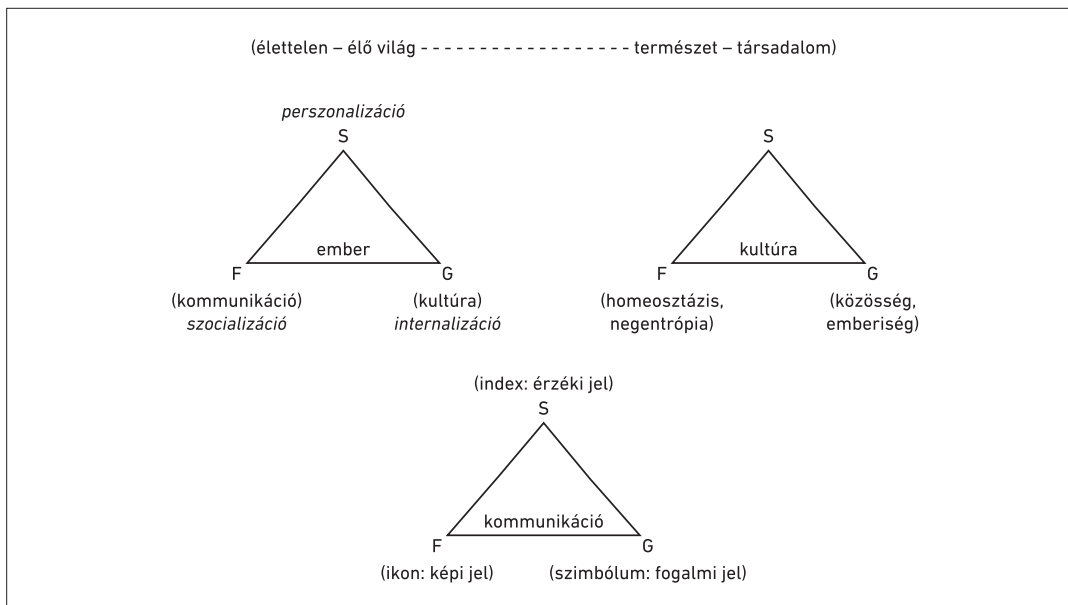 (élettelen – élő világ - - - - - - - - - - - - - - - - - - - - - természet – társadalom)
perszonalizáció
S
ember
F
G
(kommunikáció)
szocializáció
(kultúra)
internalizáció
S
kultúra
F
G
(homeosztázis,
negentrópia)
(közösség,
emberiség)
(index: érzéki jel)
S
kommunikáció
F
G
(ikon: képi jel)
(szimbólum: fogalmi jel)